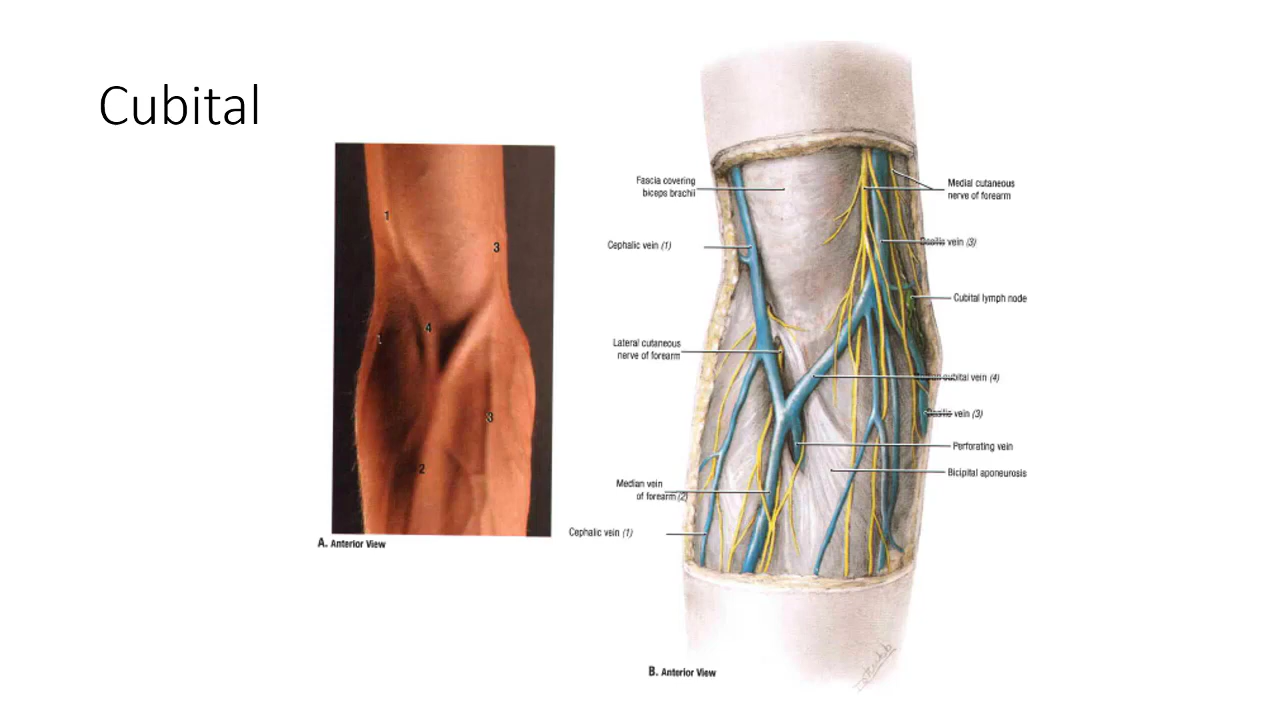 Cubital
1
3
4
1
3
2
A. Anterior View
Fascia covering
biceps brachii
Cephalic vein (1)
Lateral cutaneous
nerve of forearm
Median vein
of forearm (2)
Cephalic vein (1)
Medial cutaneous
nerve of forearm
vein (3)
Cubital lymph node
cubital vein (4)
vein (3)
Perforating vein
Bicipital aponeurosis
B. Anterior View